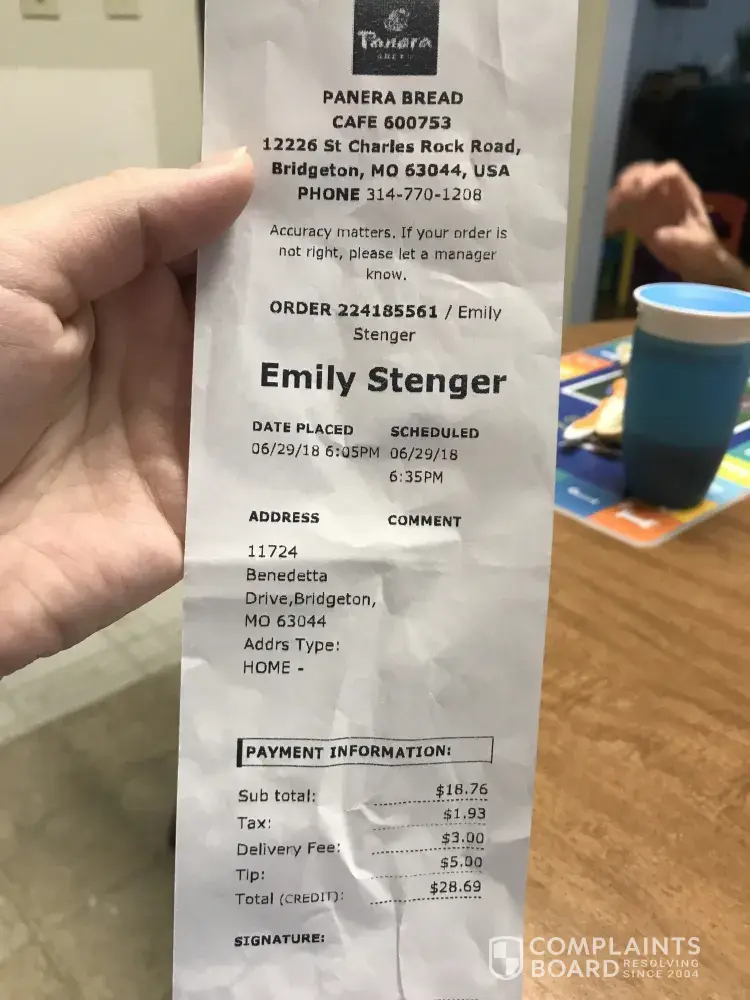 Panera
PANERA BREAD
CAFE 600753
12226 St Charles Rock Road,
Bridgeton, MO 63044, USA
PHONE 314-770-1208
Accuracy matters. If your order is
not right, please let a manager
know.
ORDER 224185561 / Emily
Stenger
Emily Stenger
DATE PLACED SCHEDULED
06/29/18 6:05PM 06/29/18
6:35PM
ADDRESS COMMENT
11724
Benedetta
Drive,Bridgeton,
MO 63044
Addrs Type:
HOME -
PAYMENT INFORMATION:
Sub total: $18.76
Tax: $1.93
Delivery Fee: $3.00
Tip: $5.00
Total (CREDIT): $28.69
SIGNATURE:
COMPLAINTS
BOARD RESOLVING
SINCE 2004